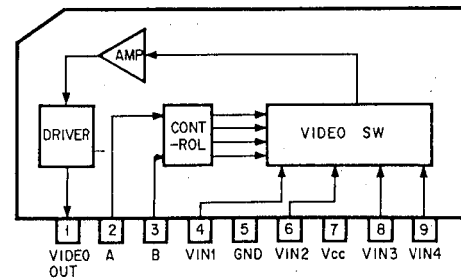 AMP
DRIVER
CONT
-ROL
VIDEO SW
1 2 3 4 5 6 7 8 9
VIDEO OUT A B VIN1 GND VIN2 Vcc VIN3 VIN4